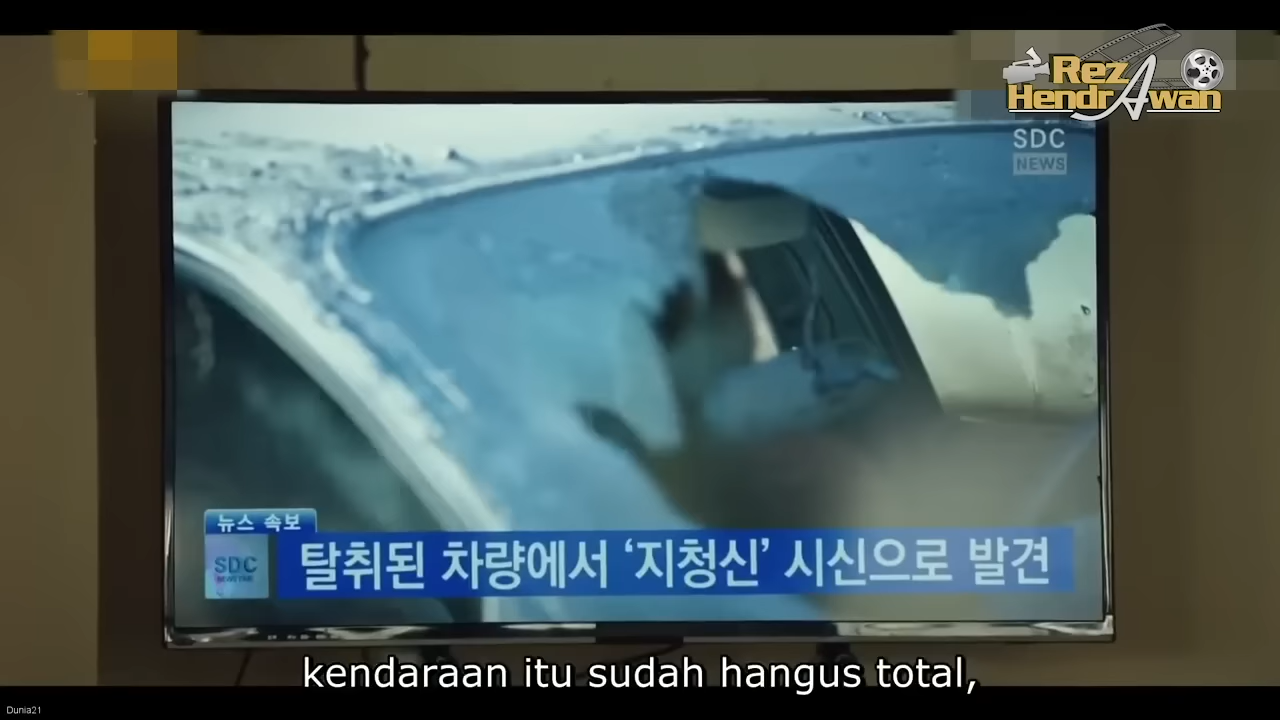 Rez
HendrAwan
SDC
NEWS
뉴스 속보
SDC
탈취된 차량에서 ‘지청신’ 시신으로 발견
kendaraan itu sudah hangus total,
Dunia21